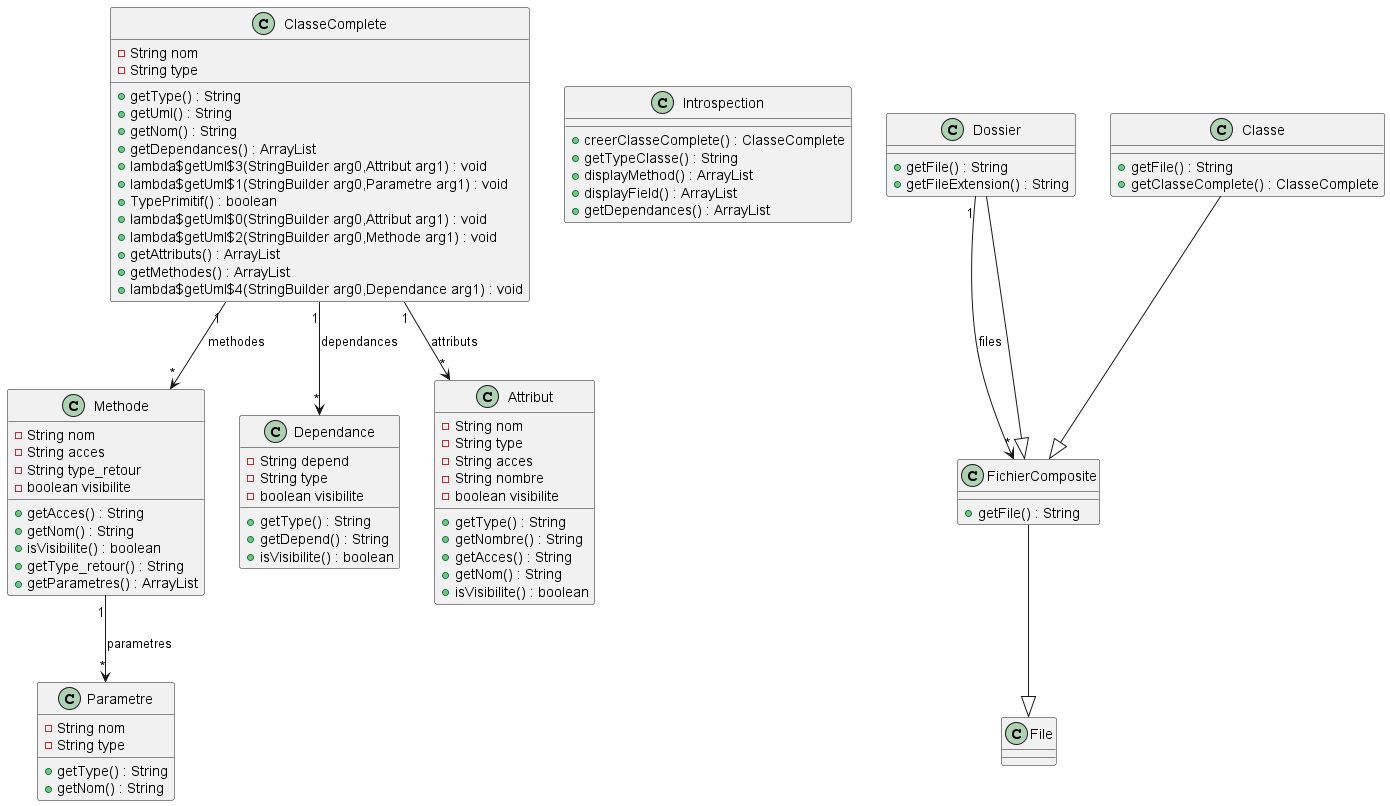 C ClasseComplete
String nom
String type
getType() : String
getUml() : String
getNom() : String
getDependances() : ArrayList
lambda$getUml$3(StringBuilder arg0,Attribut arg1) : void
lambda$getUml$1(StringBuilder arg0,Parametre arg1) : void
TypePrimitif() : boolean
lambda$getUml$0(StringBuilder arg0,Attribut arg1) : void
lambda$getUml$2(StringBuilder arg0,Methode arg1) : void
getAttributs() : ArrayList
getMethodes() : ArrayList
lambda$getUml$4(StringBuilder arg0,Dependance arg1) : void
C Introspection
creerClasseComplete() : ClasseComplete
getTypeClasse() : String
displayMethod() : ArrayList
displayField() : ArrayList
getDependances() : ArrayList
C Dossier
getFile() : String
getFileExtension() : String
C Classe
getFile() : String
getClasseComplete() : ClasseComplete
1
methodes
*
1
dependances
*
1
attributs
*
1
files
*
C Methode
String nom
String acces
String type_retour
boolean visibilite
getAcces() : String
getNom() : String
isVisibilite() : boolean
getType_retour() : String
getParametres() : ArrayList
C Dependance
String depend
String type
boolean visibilite
getType() : String
getDepend() : String
isVisibilite() : boolean
C Attribut
String nom
String type
String acces
String nombre
boolean visibilite
getType() : String
getNombre() : String
getAcces() : String
getNom() : String
isVisibilite() : boolean
C FichierComposite
getFile() : String
1
parametres
*
C Parametre
String nom
String type
getType() : String
getNom() : String
C File